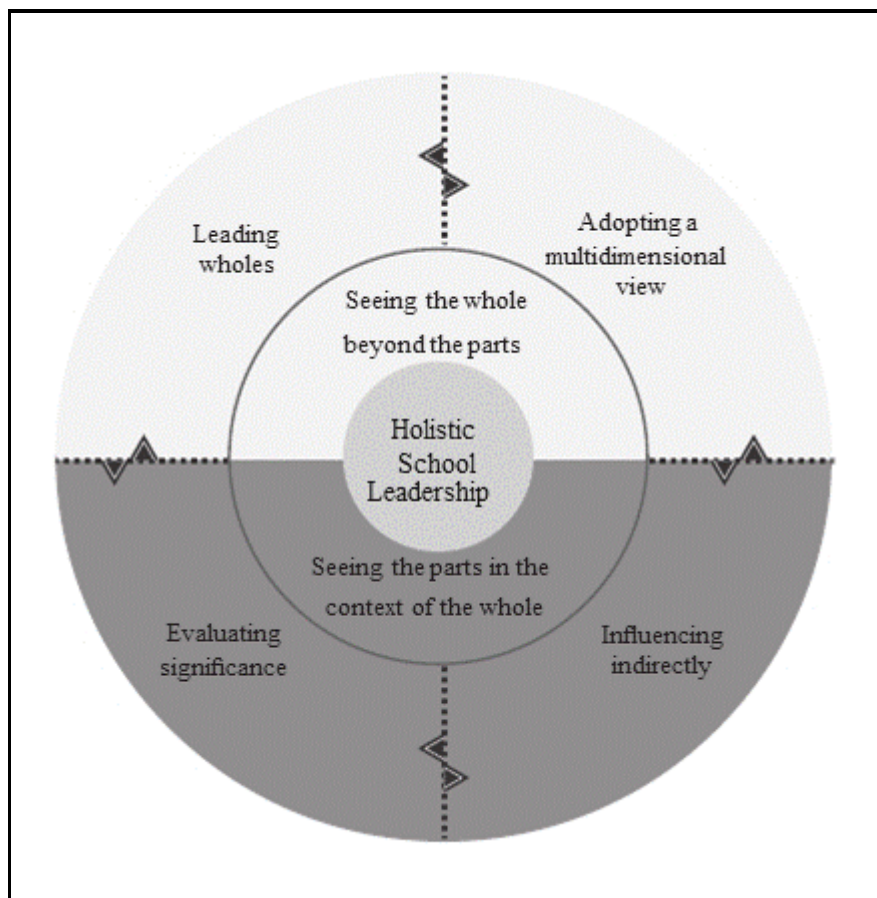 Leading
wholes
Adopting a
multidimensional
view
Seeing the whole
beyond the parts
Holistic
School
Leadership
Seeing the parts in the
context of the whole
Evaluating
significance
Influencing
indirectly